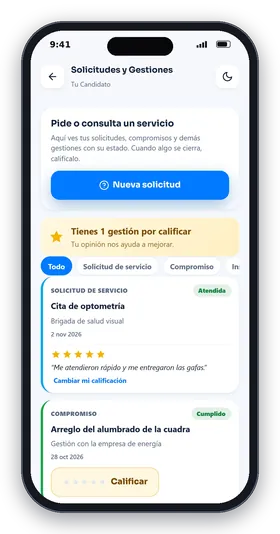 9:41
Solicitudes y Gestiones
Tu Candidato
Pide o consulta un servicio
Aquí ves tus solicitudes, compromisos y demás
gestiones con su estado. Cuando algo se cierra,
califícalo.
Nueva solicitud
Tienes 1 gestión por calificar
Tu opinión nos ayuda a mejorar.
Todo
Solicitud de servicio
Compromiso
SOLICITUD DE SERVICIO
Atendida
Cita de optometría
Brigada de salud visual
2 nov 2026
"Me atendieron rápido y me entregaron las gafas."
Cambiar mi calificación
COMPROMISO
Cumplido
Arreglo del alumbrado de la cuadra
Gestión con la empresa de energía
28 oct 2026
Calificar